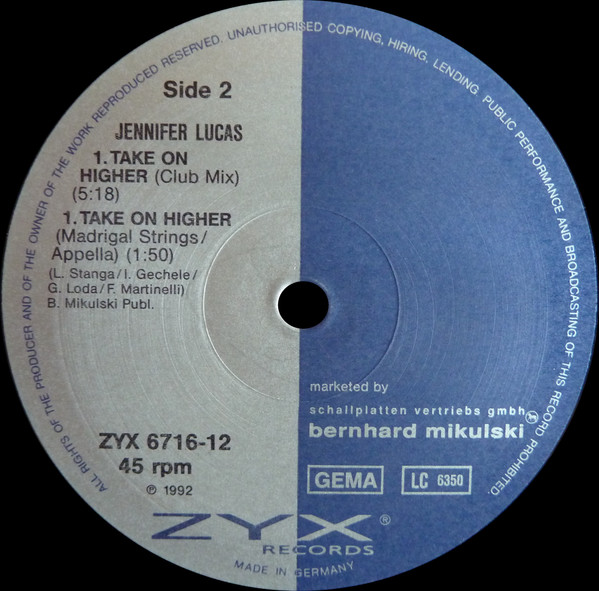 ALL RIGHTS OF THE PRODUCER AND OF THE OWNER OF THE WORK REPRODUCED RESERVED. UNAUTHORISED COPYING, HIRING, LENDING, PUBLIC PERFORMANCE AND BROADCASTING OF THIS RECORD PROHIBITED.
Side 2
JENNIFER LUCAS
1. TAKE ON
HIGHER (Club Mix)
(5:18)
1. TAKE ON HIGHER
(Madrigal Strings/
Appella) (1:50)
(L. Stanga/I. Gechele/
G. Loda/F. Martinelli)
B. Mikulski Publ.
marketed by
schallplatten vertriebs gmbh
bernhard mikulski
ZYX 6716-12
45 rpm
GEMA
LC 6350
℗ 1992
ZYX®
RECORDS
MADE IN GERMANY